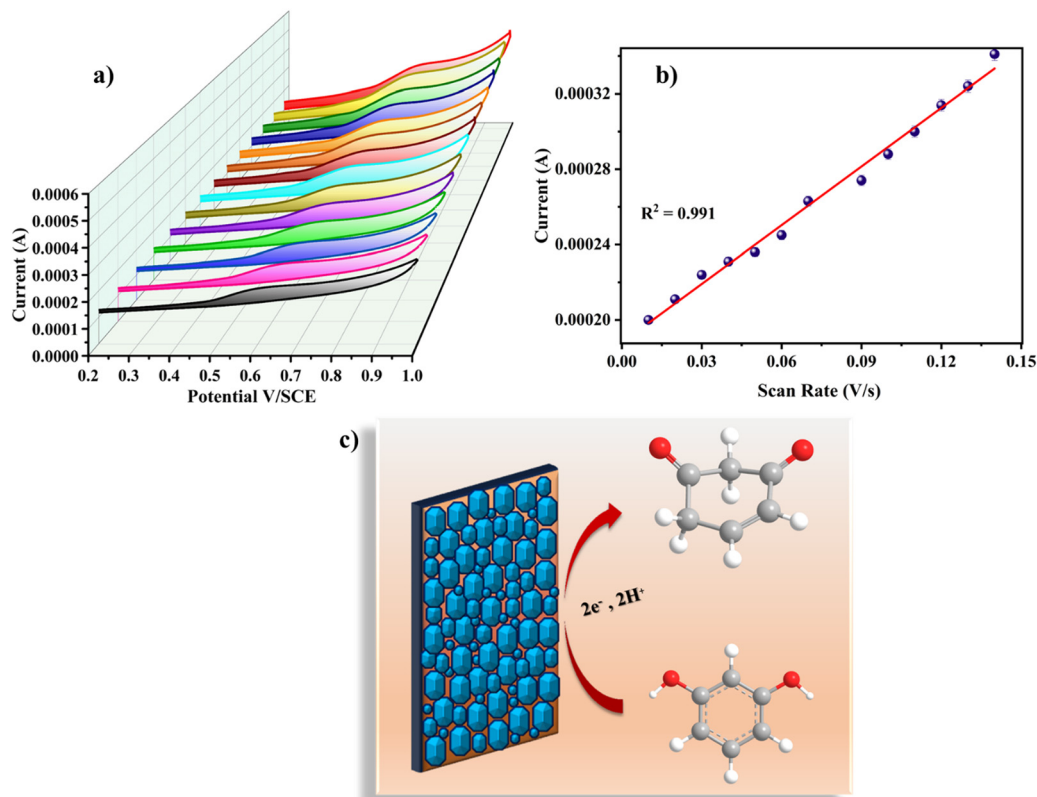 a)
0.0006
0.0005
0.0004
0.0003
0.0002
0.0001
0.0000
Current (A)
0.2 0.3 0.4 0.5 0.6 0.7 0.8 0.9 1.0
Potential V/SCE
b)
0.00032
0.00028
0.00024
0.00020
Current (A)
R² = 0.991
0.00 0.03 0.06 0.09 0.12 0.15
Scan Rate (V/s)
c)
2e⁻ , 2H⁺